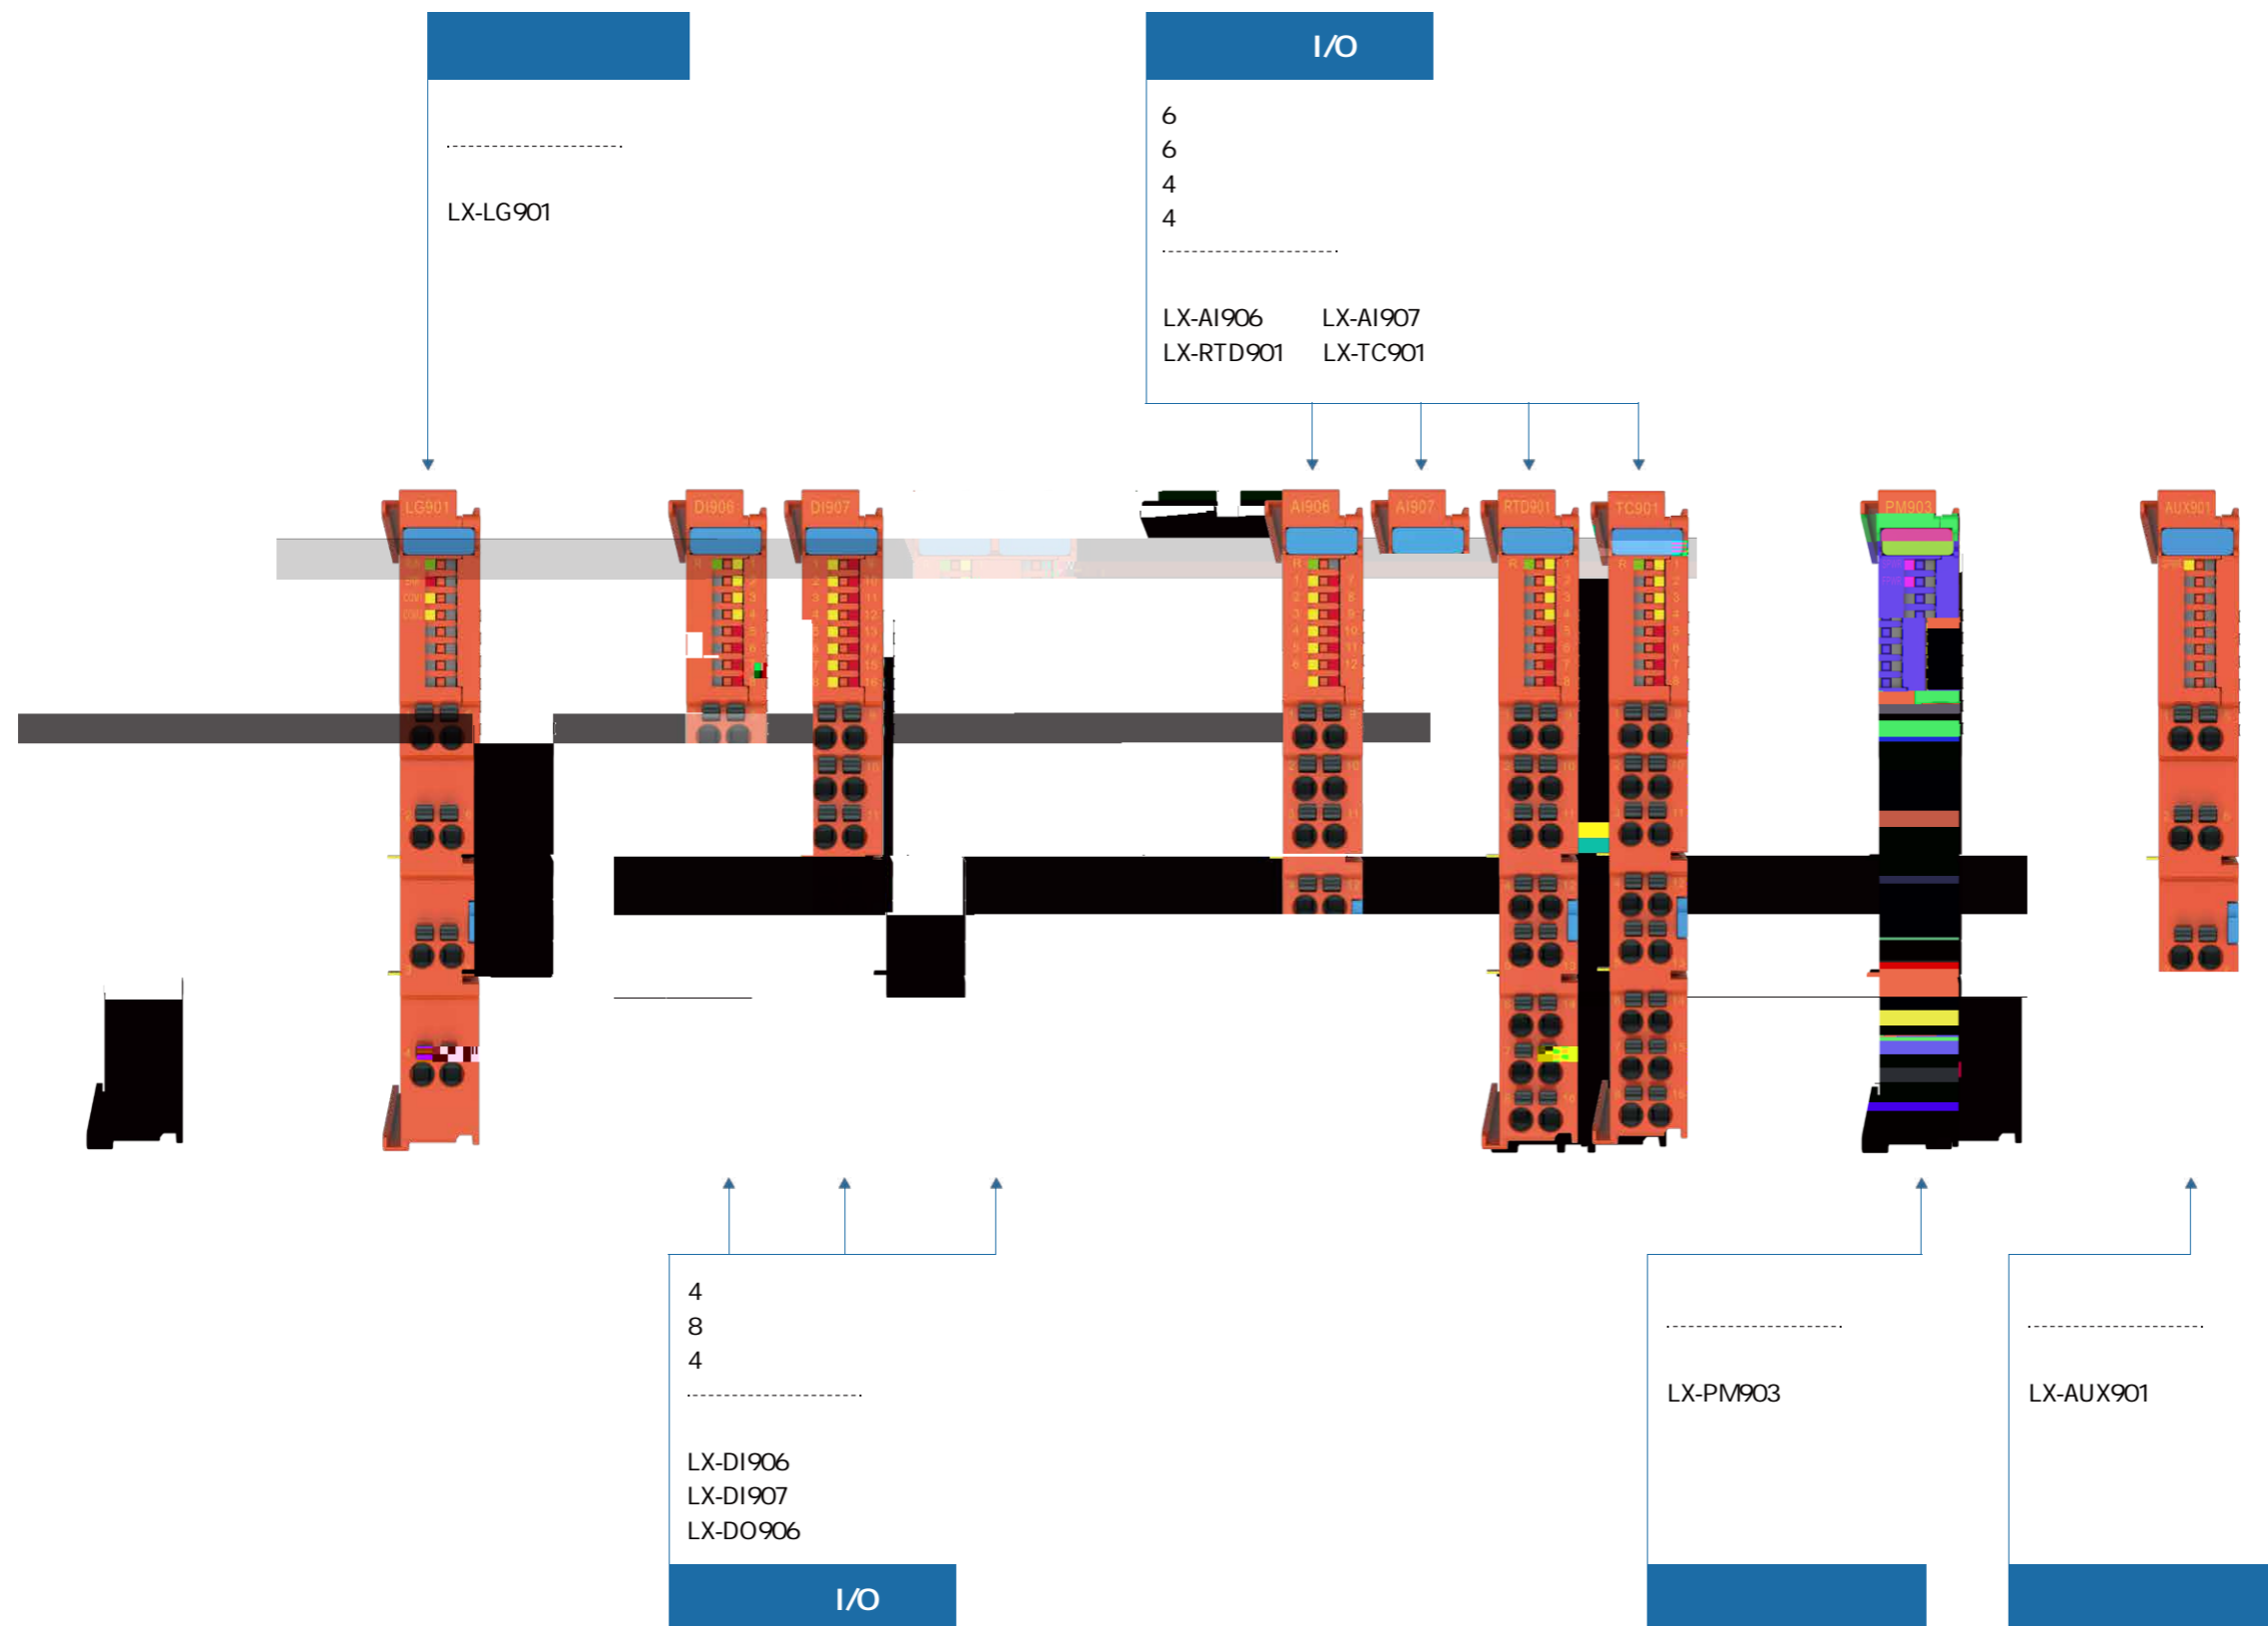 I/O
6
6
4
4
LX-LG901
LX-AI906 LX-AI907
LX-RTD901 LX-TC901
LG901
DI906
DI907
AI906
AI907
RTD901
TC901
PM903
AUX901
4
8
4
LX-DI906
LX-DI907
LX-DO906
I/O
LX-PM903
LX-AUX901